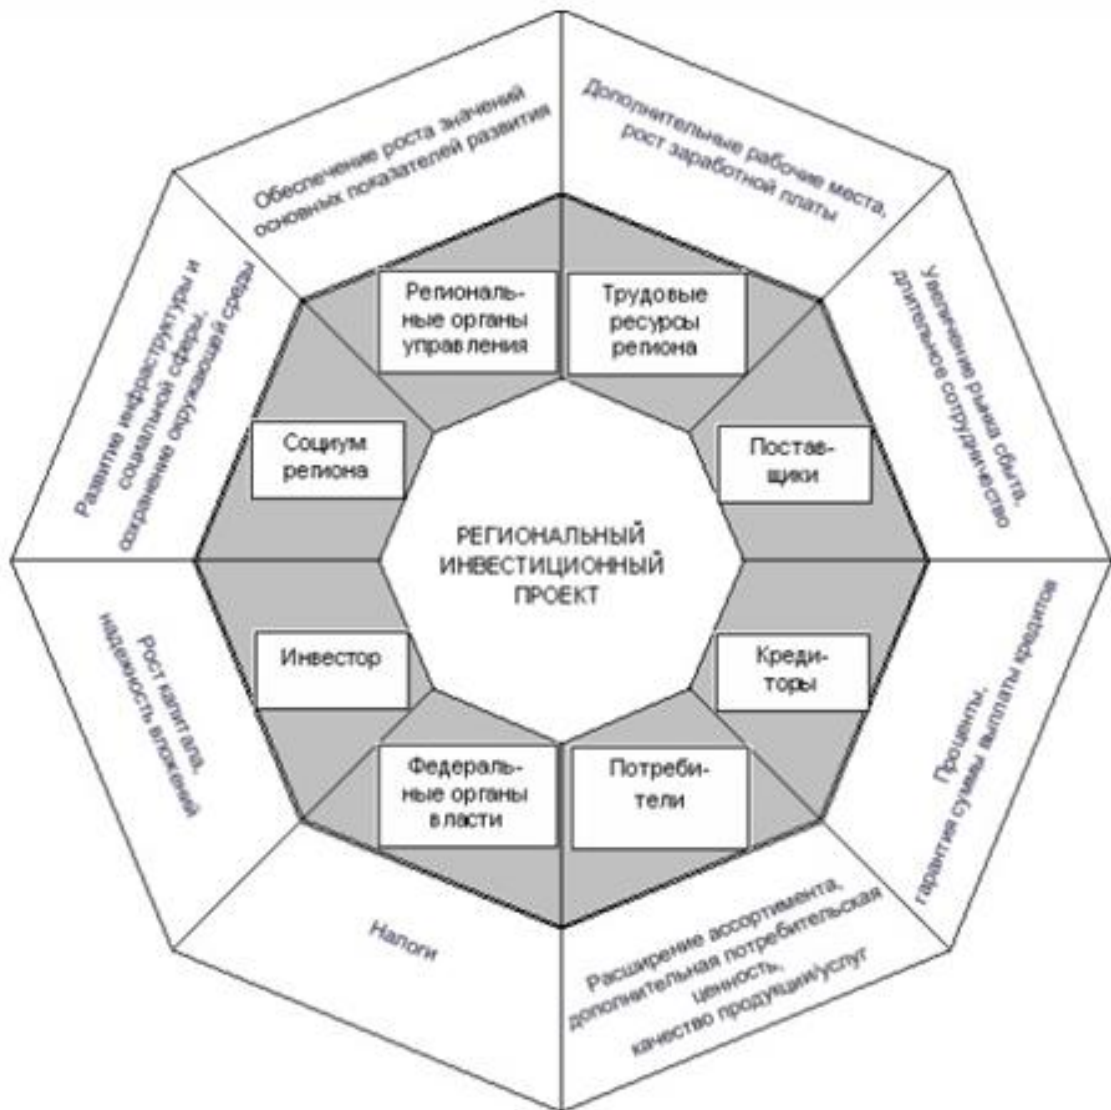 Обеспечение роста значений
основных показателей развития
Дополнительные рабочие места,
рост заработной платы
Развитие инфраструктуры и
социальной сферы,
сохранение окружающей среды
Увеличение рынка сбыта,
длительное сотрудничество
Региональ-
ные органы
управления
Трудовые
ресурсы
региона
Социум
региона
Постав-
щики
РЕГИОНАЛЬНЫЙ
ИНВЕСТИЦИОННЫЙ
ПРОЕКТ
Инвестор
Креди-
торы
Федераль-
ные органы
власти
Потреби-
тели
Рост капитала,
надежность вложений
Проценты,
гарантия суммы выплаты кредитов
Налоги
Расширение ассортимента,
дополнительная потребительская
ценность,
качество продукции/услуг